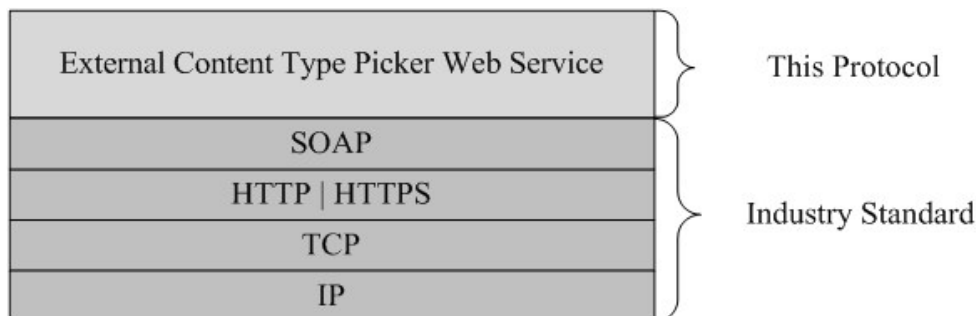 External Content Type Picker Web Service
This Protocol
SOAP
HTTP | HTTPS
TCP
IP
Industry Standard